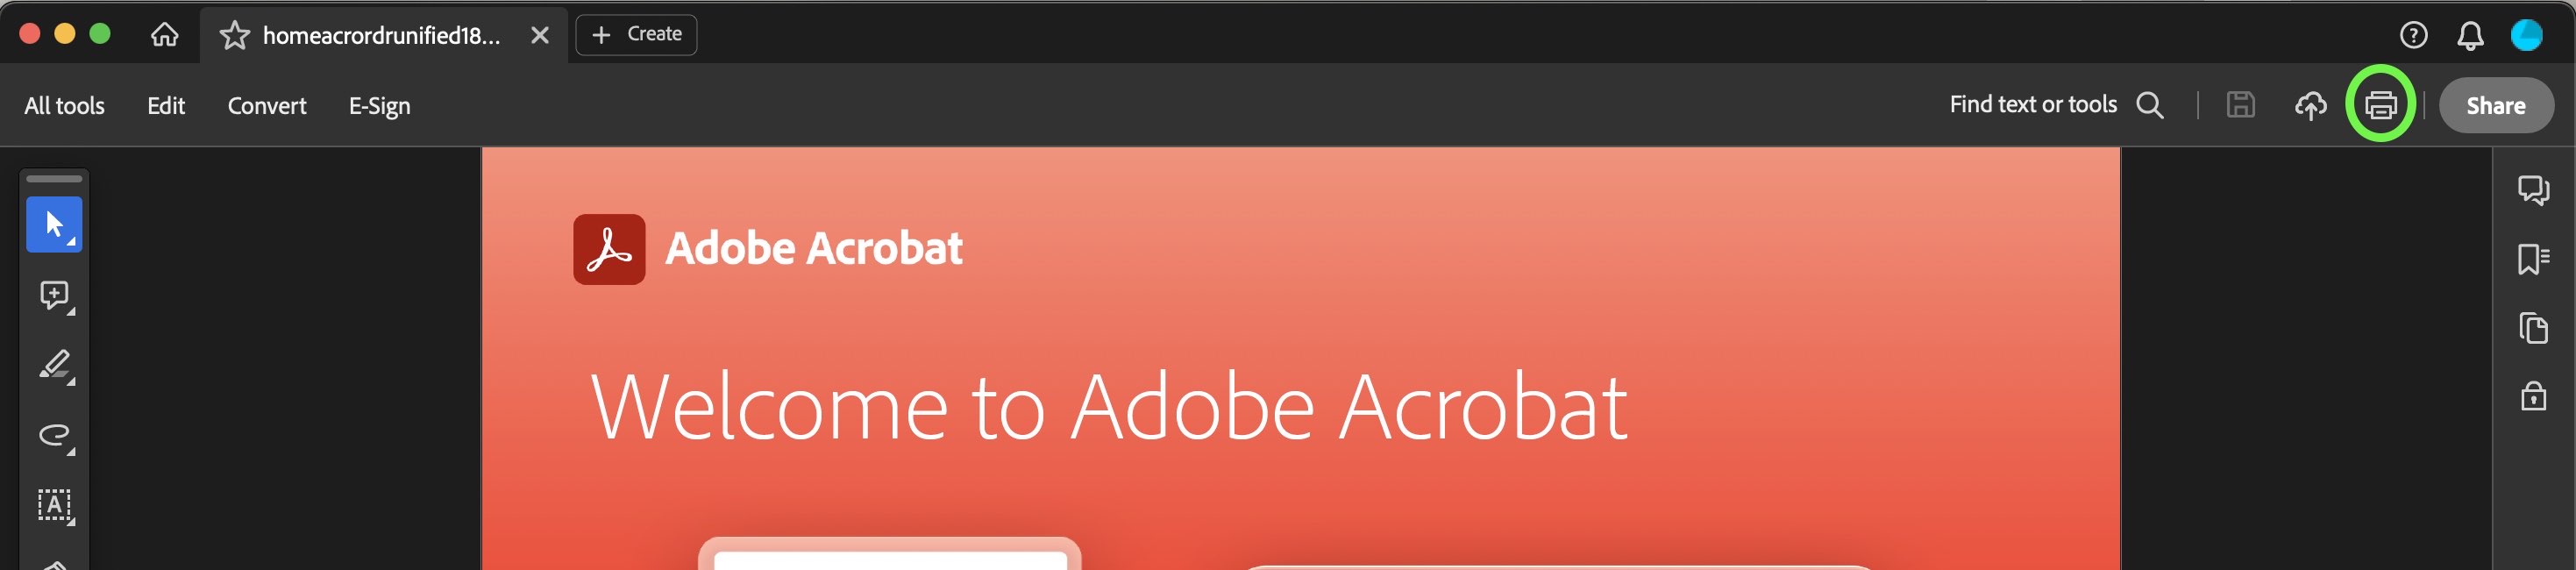 homeacrordrunified18...
Create
All tools
Edit
Convert
E-Sign
Find text or tools
Share
Adobe Acrobat
Welcome to Adobe Acrobat